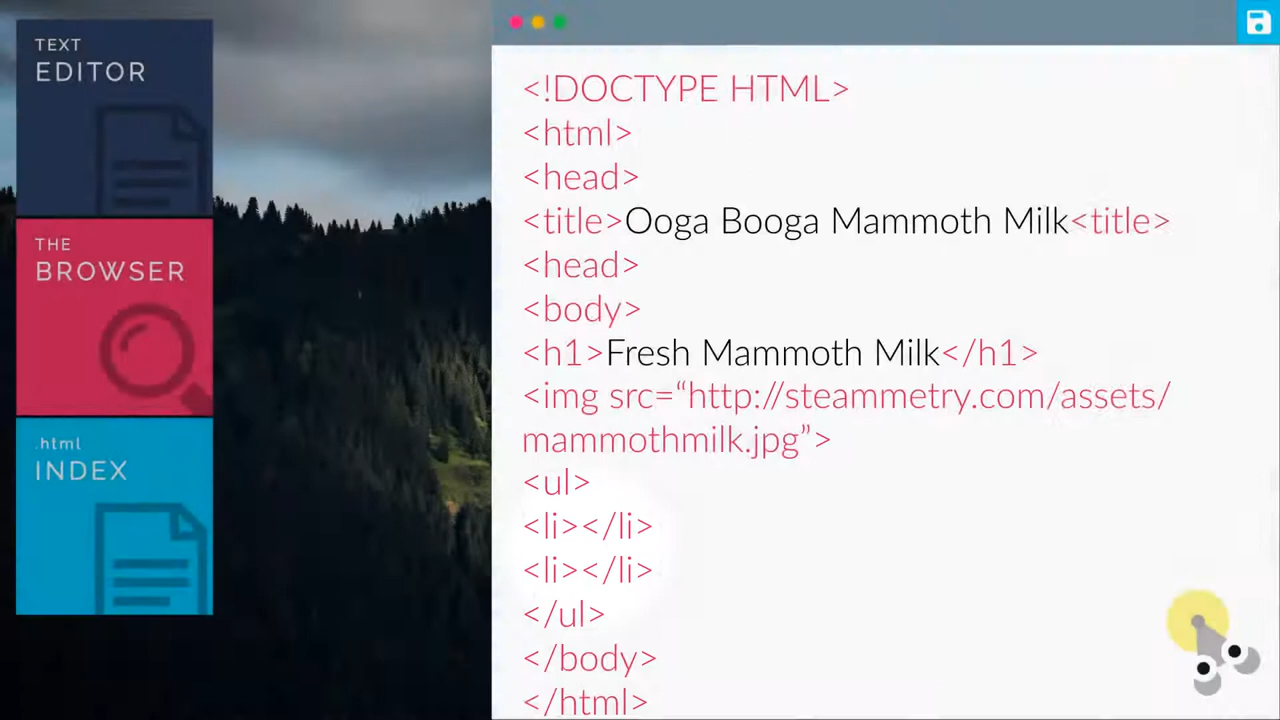 TEXT
EDITOR
THE
BROWSER
.html
INDEX
<!DOCTYPE HTML>
<html>
<head>
<title>Ooga Booga Mammoth Milk<title>
<head>
<body>
<h1>Fresh Mammoth Milk</h1>
<img src=“http://steammetry.com/assets/
mammothmilk.jpg”>
<ul>
<li></li>
<li></li>
</ul>
</body>
</html>